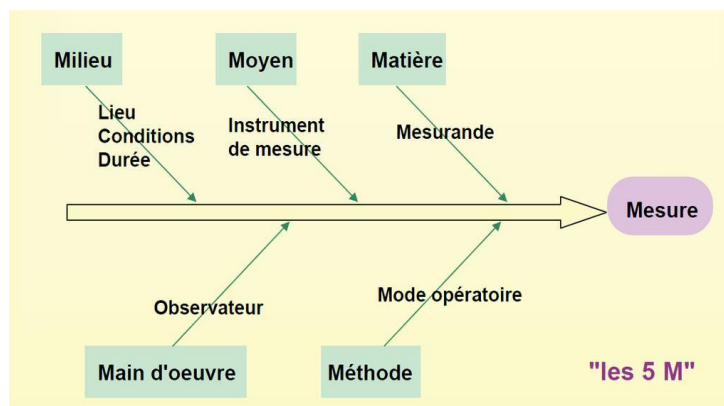 Milieu
Moyen
Matière
Lieu
Conditions
Durée
Instrument
de mesure
Mesurande
Mesure
Observateur
Mode opératoire
Main d'oeuvre
Méthode
"les 5 M"